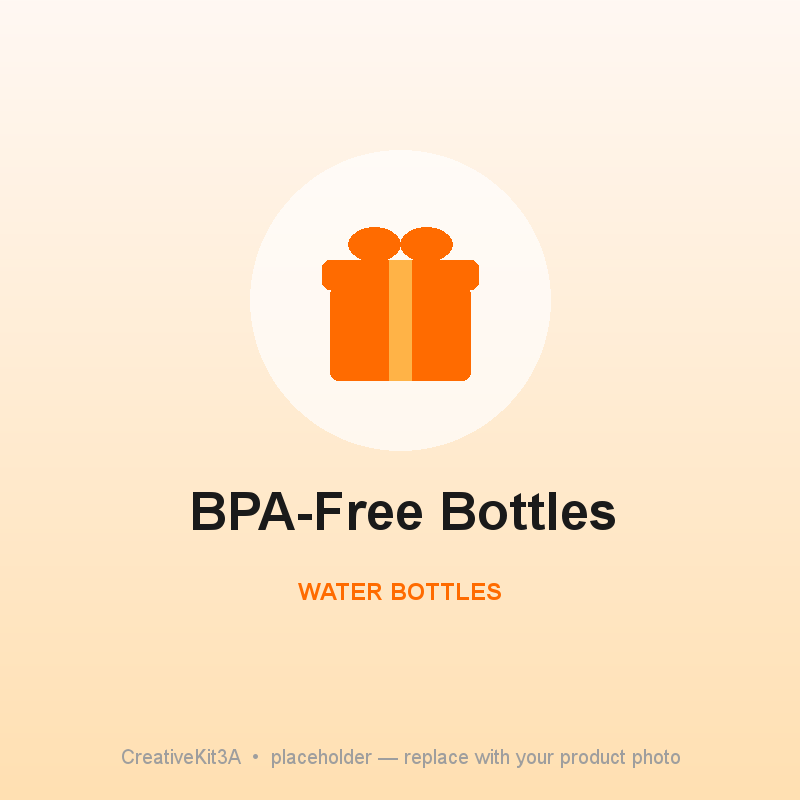 BPA-Free Bottles
WATER BOTTLES
CreativeKit3A • placeholder — replace with your product photo